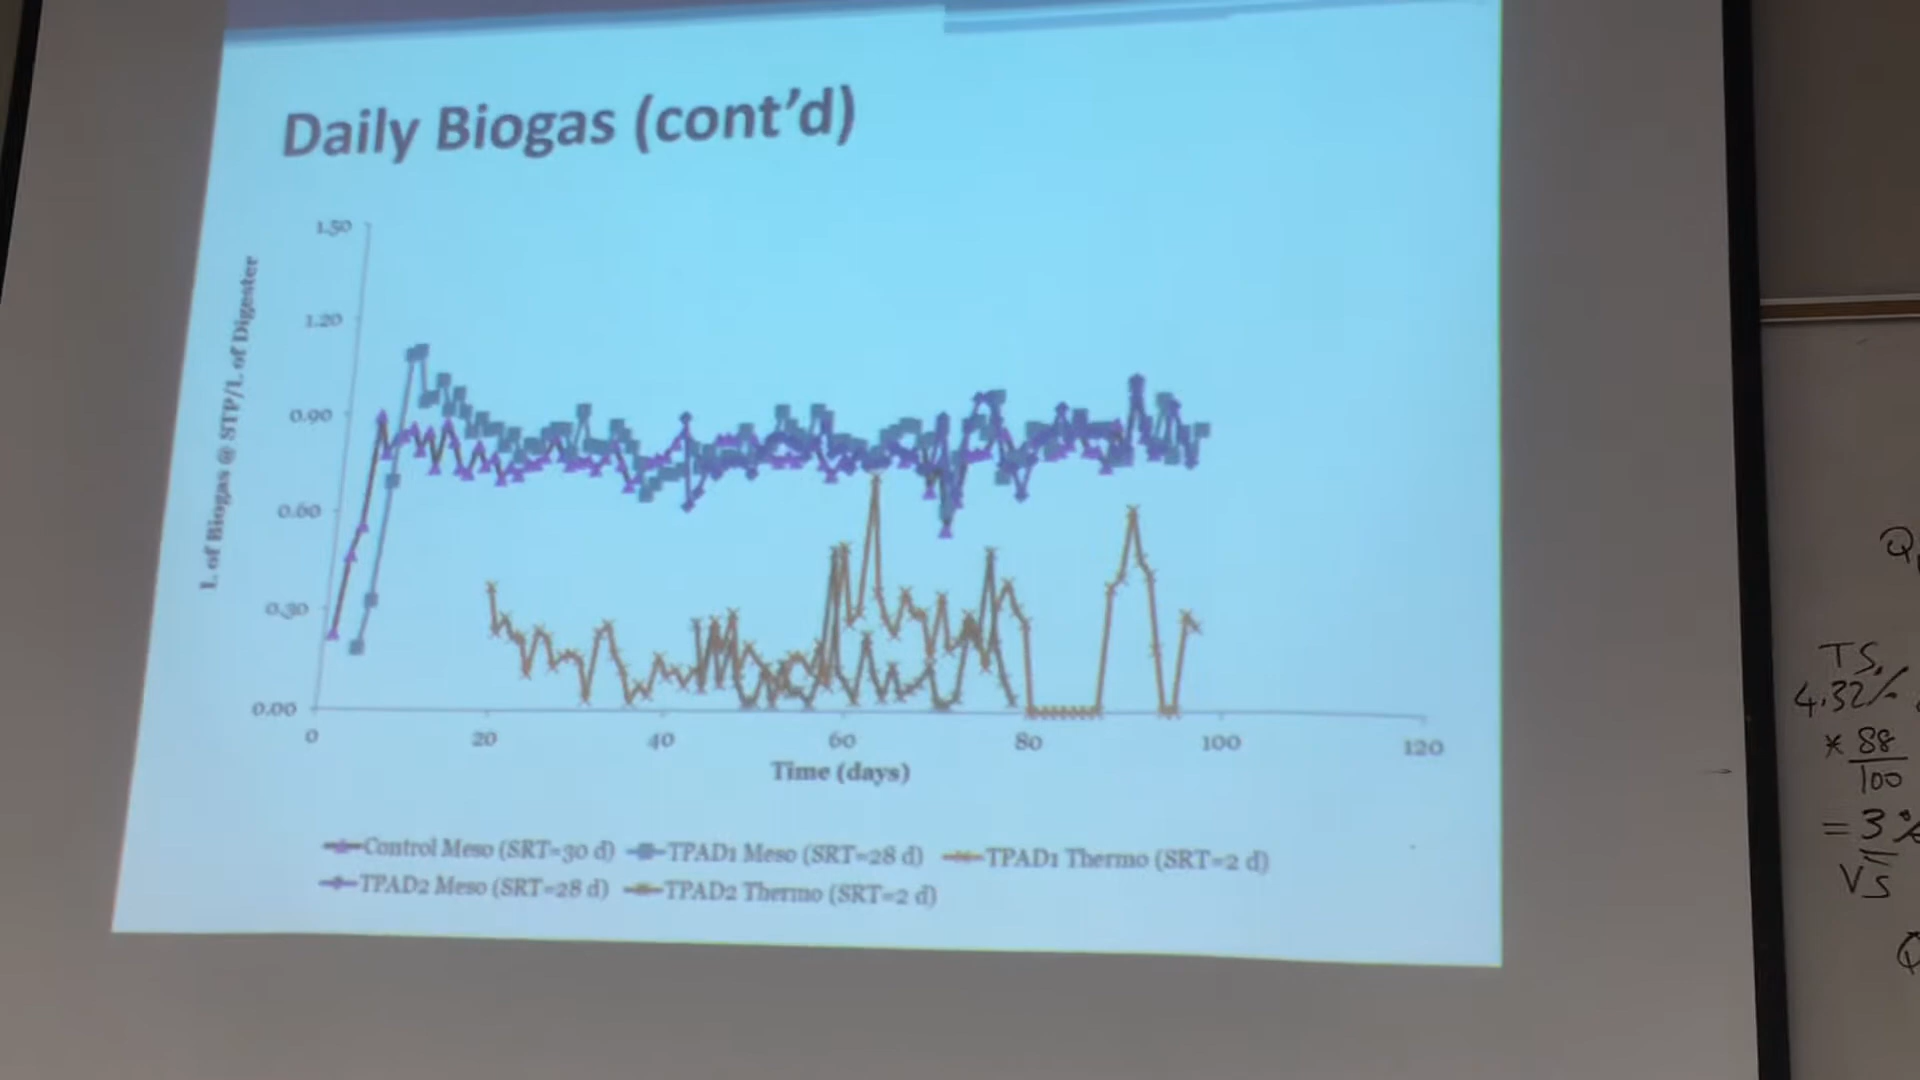 Daily Biogas (cont’d)
L of Biogas @ STP/L of Digester
1.50
1.20
0.90
0.60
0.30
0.00
0 20 40 60 80 100 120
Time (days)
Control Meso (SRT=30 d) TPAD1 Meso (SRT=28 d) TPAD1 Thermo (SRT=2 d)
TPAD2 Meso (SRT=28 d) TPAD2 Thermo (SRT=2 d)
Q
TS
4.32%
* 88
100
= 3%
VS
Q